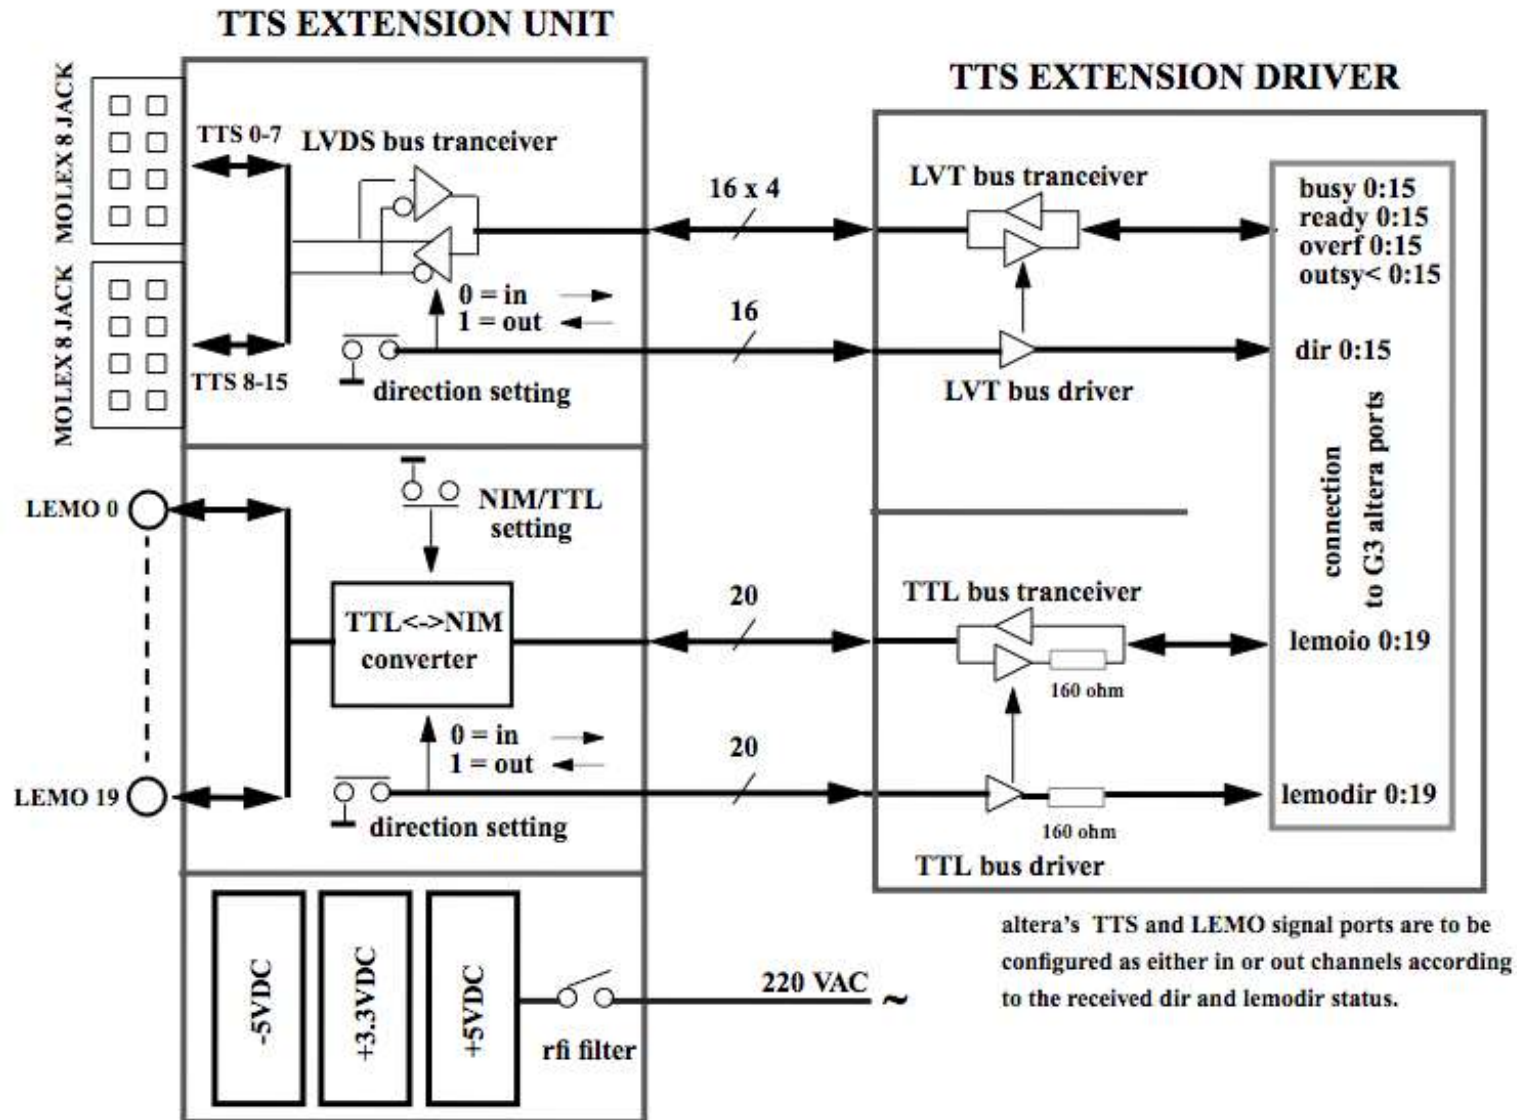 TTS EXTENSION UNIT
TTS EXTENSION DRIVER
MOLEX 8 JACK
TTS 0-7
LVDS bus tranceiver
16 x 4
LVT bus tranceiver
busy 0:15
ready 0:15
overf 0:15
outsy< 0:15
MOLEX 8 JACK
0 = in
1 = out
16
dir 0:15
TTS 8-15
direction setting
LVT bus driver
connection
to G3 altera ports
LEMO 0
NIM/TTL
setting
TTL<->NIM
converter
20
TTL bus tranceiver
160 ohm
lemoio 0:19
0 = in
1 = out
20
LEMO 19
direction setting
160 ohm
lemodir 0:19
TTL bus driver
-5VDC
+3.3VDC
+5VDC
rfi filter
220 VAC
~
altera's TTS and LEMO signal ports are to be
configured as either in or out channels according
to the received dir and lemodir status.